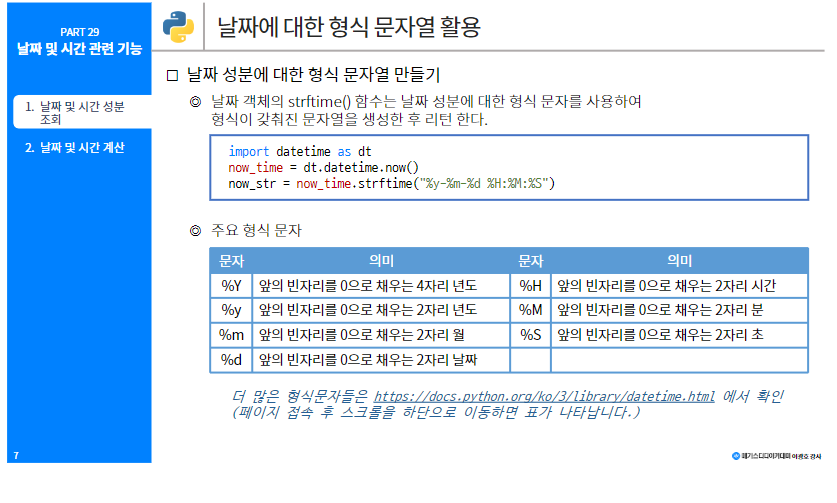 PART 29
날짜 및 시간 관련 기능
1. 날짜 및 시간 성분
조회
2. 날짜 및 시간 계산
날짜에 대한 형식 문자열 활용
□ 날짜 성분에 대한 형식 문자열 만들기
◎ 날짜 객체의 strftime() 함수는 날짜 성분에 대한 형식 문자를 사용하여
형식이 갖춰진 문자열을 생성한 후 리턴 한다.
import datetime as dt
now_time = dt.datetime.now()
now_str = now_time.strftime("%y-%m-%d %H:%M:%S")
◎ 주요 형식 문자
문자 의미 문자 의미
%Y 앞의 빈자리를 0으로 채우는 4자리 년도 %H 앞의 빈자리를 0으로 채우는 2자리 시간
%y 앞의 빈자리를 0으로 채우는 2자리 년도 %M 앞의 빈자리를 0으로 채우는 2자리 분
%m 앞의 빈자리를 0으로 채우는 2자리 월 %S 앞의 빈자리를 0으로 채우는 2자리 초
%d 앞의 빈자리를 0으로 채우는 2자리 날짜
더 많은 형식문자들은 https://docs.python.org/ko/3/library/datetime.html 에서 확인
(페이지 접속 후 스크롤을 하단으로 이동하면 표가 나타납니다.)
7
메가스터디아카데미 이광호 강사